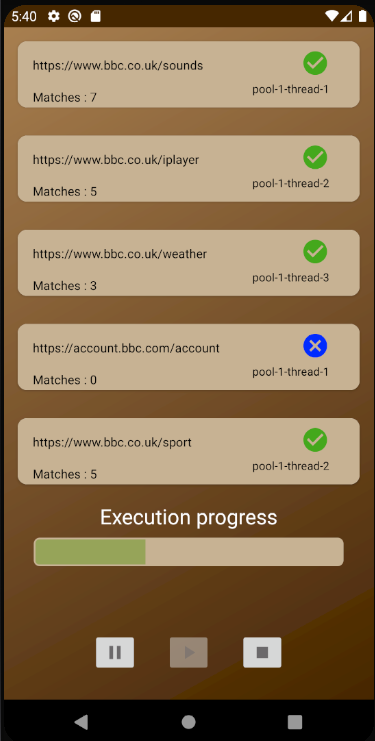 5:40
https://www.bbc.co.uk/sounds
Matches : 7
pool-1-thread-1
https://www.bbc.co.uk/iplayer
Matches : 5
pool-1-thread-2
https://www.bbc.co.uk/weather
Matches : 3
pool-1-thread-3
https://account.bbc.com/account
Matches : 0
pool-1-thread-1
https://www.bbc.co.uk/sport
Matches : 5
pool-1-thread-2
Execution progress